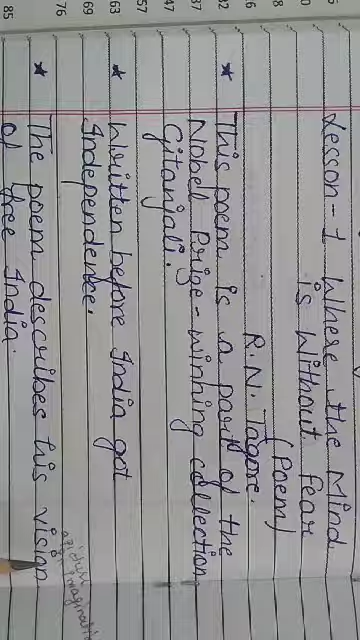 Lesson-1 Where the Mind
is Without fear
(Poem)
R.N. Tagore.
★ This poem is a part of the
Nobel Prize-winning collection
Gitanjali.
★ Written before India got
Independence.
★ The poem describes his vision
of free India.